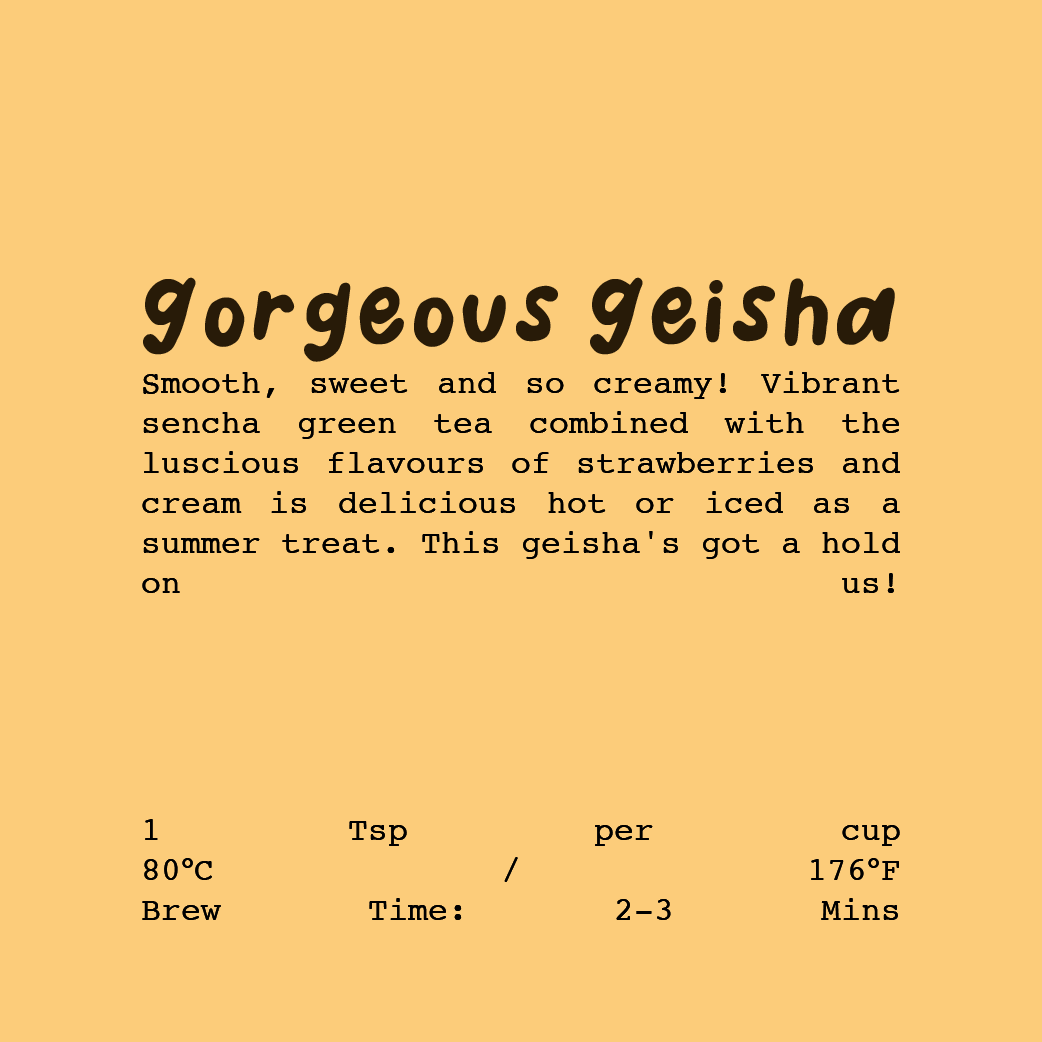 gorgeous geisha
Smooth, sweet and so creamy! Vibrant
sencha green tea combined with the
luscious flavours of strawberries and
cream is delicious hot or iced as a
summer treat. This geisha's got a hold
on us!
1 Tsp per cup
80ºC / 176ºF
Brew Time: 2-3 Mins